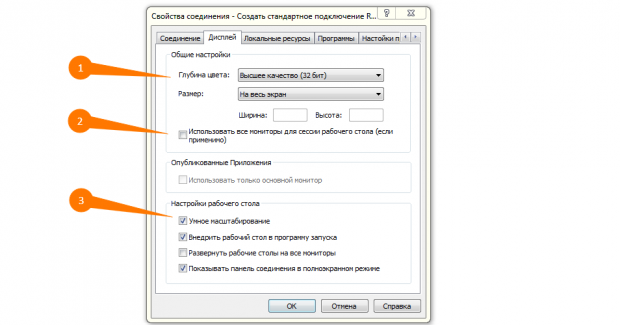 Свойства соединения - Создать стандартное подключение R...
Соединение Дисплей Локальные ресурсы Программы Настойки п
Общие настройки
1
Глубина цвета: Высшее качество (32 бит)
Размер: На весь экран
Ширина: Высота:
2
Использовать все мониторы для сессии рабочего стола (если
применимо)
Опубликованные Приложения
Использовать только основной монитор
3
Настройки рабочего стола
Умное масштабирование
Внедрить рабочий стол в программу запуска
Развернуть рабочие столы на все мониторы
Показывать панель соединения в полноэкранном режиме
OK Отмена Справка